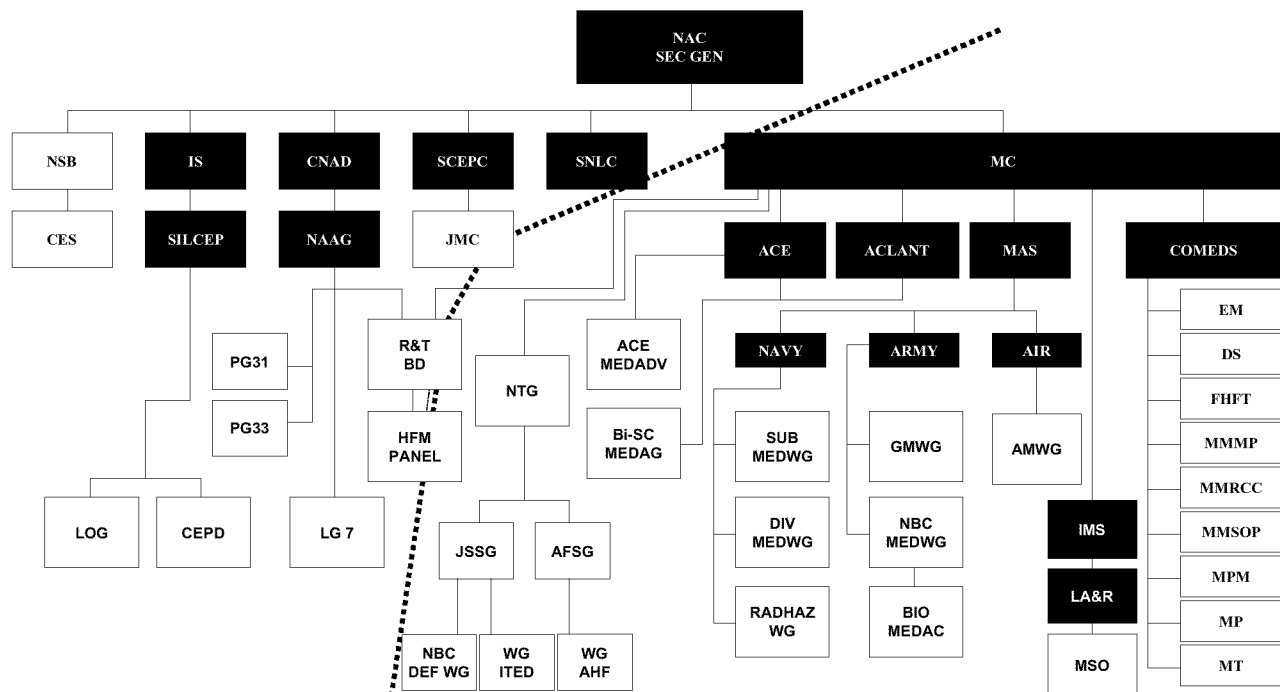 NAC
SEC GEN
NSB
IS
CNAD
SCEPC
SNLC
MC
CES
SILCEP
NAAG
JMC
ACE
ACLANT
MAS
COMEDS
EM
PG31
R&T
BD
ACE
MEDADV
NAVY
ARMY
AIR
DS
NTG
FHFT
PG33
HFM
PANEL
Bi-SC
MEDAG
SUB
MEDWG
GMWG
AMWG
MMMP
MMRCC
LOG
CEPD
LG 7
JSSG
AFSG
DIV
MEDWG
NBC
MEDWG
IMS
MMSOP
LA&R
MPM
RADHAZ
WG
BIO
MEDAC
MP
NBC
DEF WG
WG
ITED
WG
AHF
MSO
MT